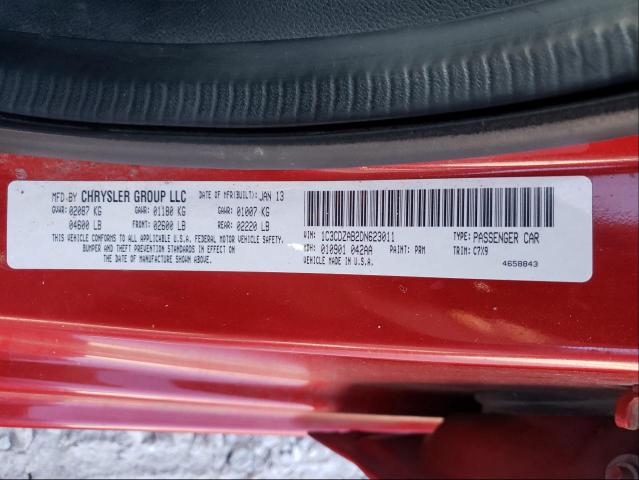 MFD BY CHRYSLER GROUP LLC DATE OF MFR(BUILT): JAN 13
GVWR: 02087 KG GAWR: 01180 KG GAWR: 01007 KG
04600 LB FRONT: 02600 LB REAR: 02220 LB
THIS VEHICLE CONFORMS TO ALL APPLICABLE U.S.A. FEDERAL MOTOR VEHICLE SAFETY,
BUMPER AND THEFT PREVENTION STANDARDS IN EFFECT ON
THE DATE OF MANUFACTURE SHOWN ABOVE.
VIN: 1C3CDZAB2DN623011 TYPE: PASSENGER CAR
MDH: 010901 042AA PAINT: PRM TRIM: C7X9
VEHICLE MADE IN U.S.A. 4658843